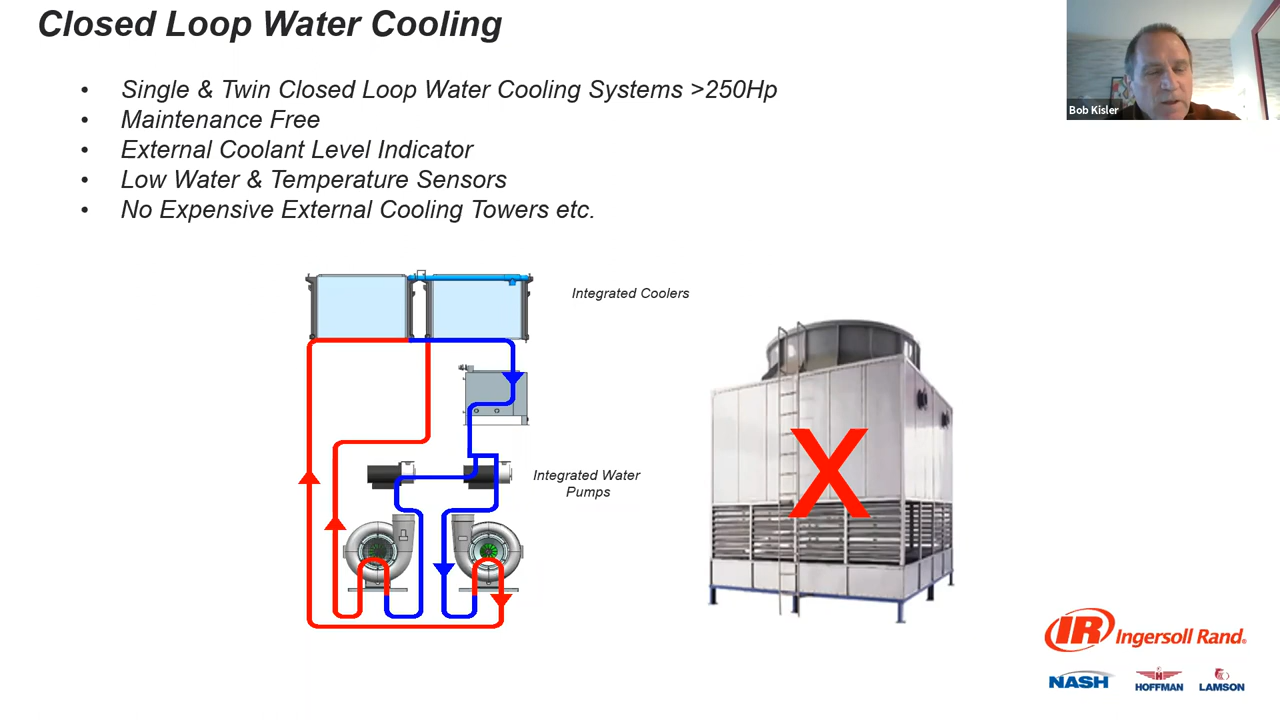 Closed Loop Water Cooling
• Single & Twin Closed Loop Water Cooling Systems >250Hp
• Maintenance Free
• External Coolant Level Indicator
• Low Water & Temperature Sensors
• No Expensive External Cooling Towers etc.
Bob Kisler
Integrated Coolers
Integrated Water
Pumps
X
IR Ingersoll Rand®
NASH HOFFMAN LAMSON